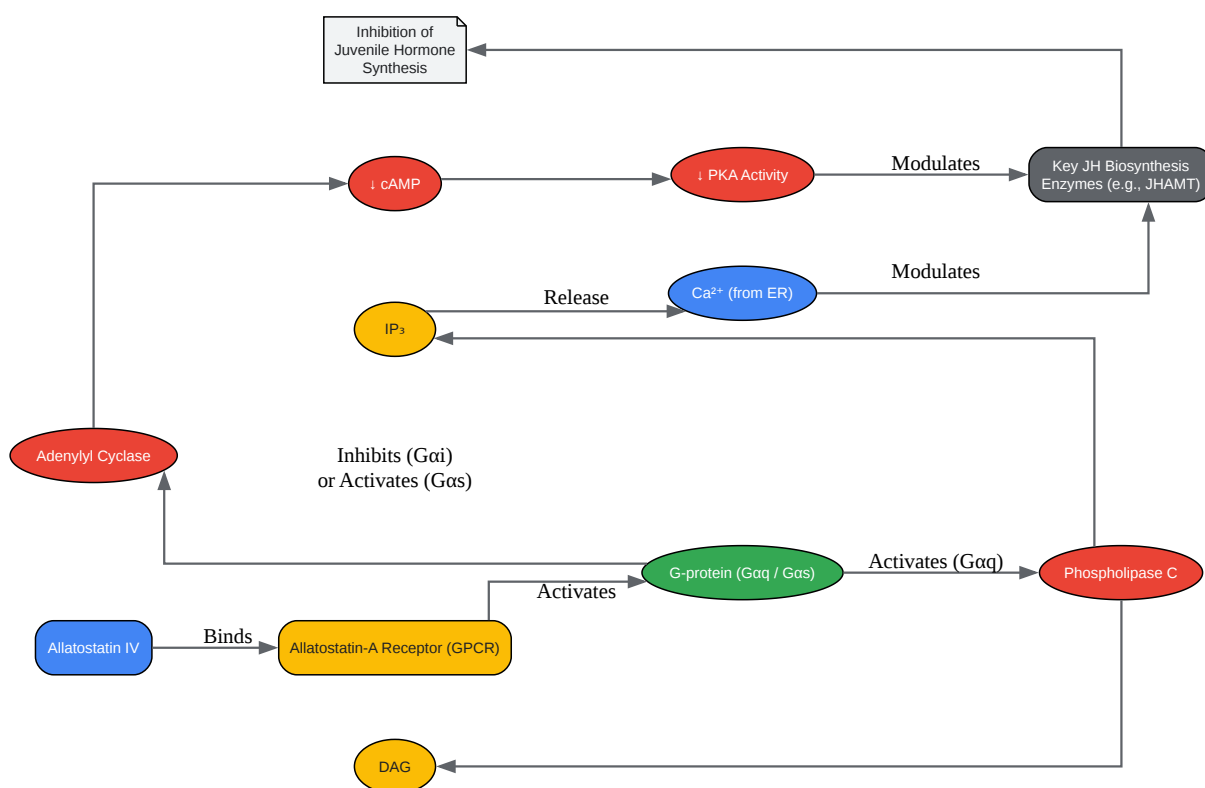 Inhibition of
Juvenile Hormone
Synthesis
↓ cAMP
↓ PKA Activity
Modulates
Key JH Biosynthesis
Enzymes (e.g., JHAMT)
Release
Ca²⁺ (from ER)
Modulates
IP₃
Adenylyl Cyclase
Inhibits (Gαi)
or Activates (Gαs)
G-protein (Gαq / Gαs)
Activates (Gαq)
Phospholipase C
Activates
Allatostatin IV
Binds
Allatostatin-A Receptor (GPCR)
DAG